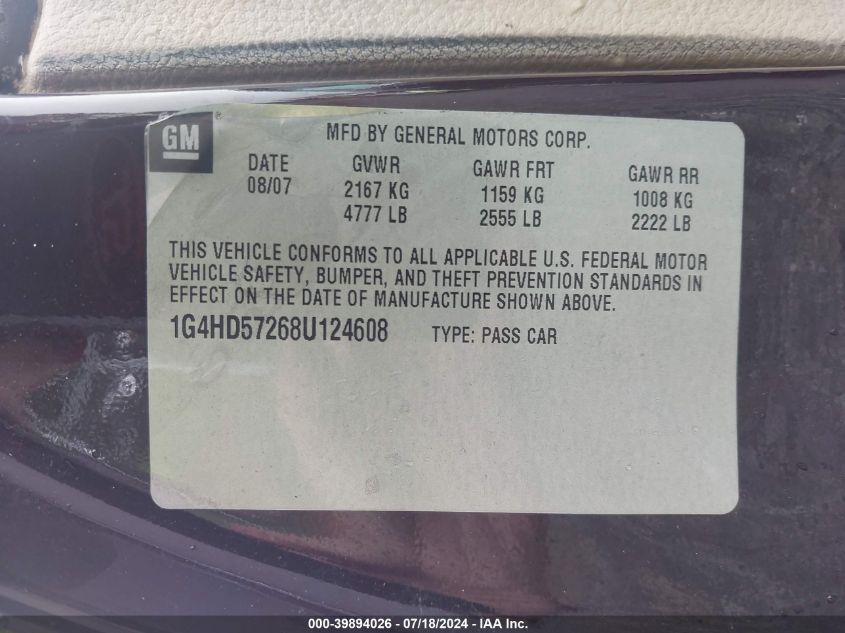 GM
MFD BY GENERAL MOTORS CORP.
DATE GVWR GAWR FRT GAWR RR
08/07 2167 KG 1159 KG 1008 KG
4777 LB 2555 LB 2222 LB
THIS VEHICLE CONFORMS TO ALL APPLICABLE U.S. FEDERAL MOTOR
VEHICLE SAFETY, BUMPER, AND THEFT PREVENTION STANDARDS IN
EFFECT ON THE DATE OF MANUFACTURE SHOWN ABOVE.
1G4HD57268U124608 TYPE: PASS CAR
000-39894026 - 07/18/2024 - IAA Inc.